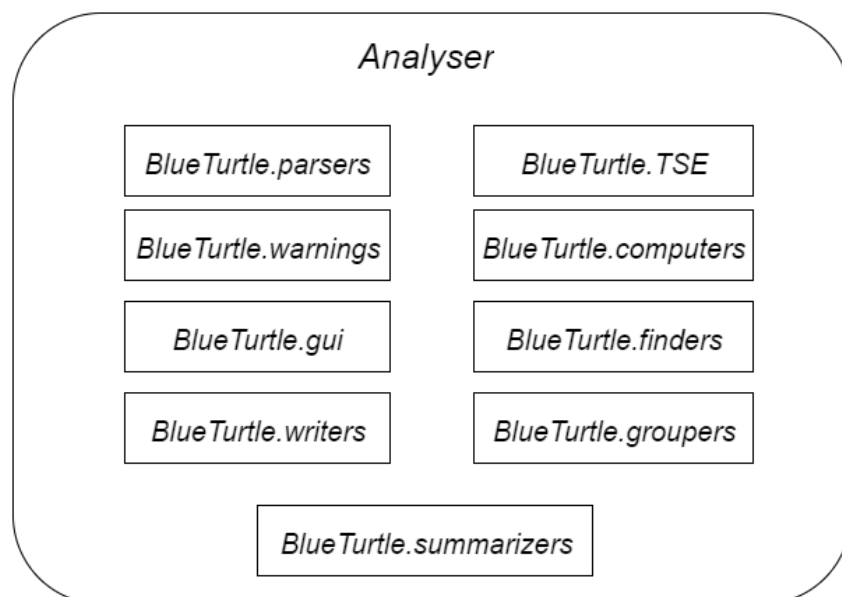 Analyser
BlueTurtle.parsers
BlueTurtle.TSE
BlueTurtle.warnings
BlueTurtle.computers
BlueTurtle.gui
BlueTurtle.finders
BlueTurtle.writers
BlueTurtle.groupers
BlueTurtle.summarizers